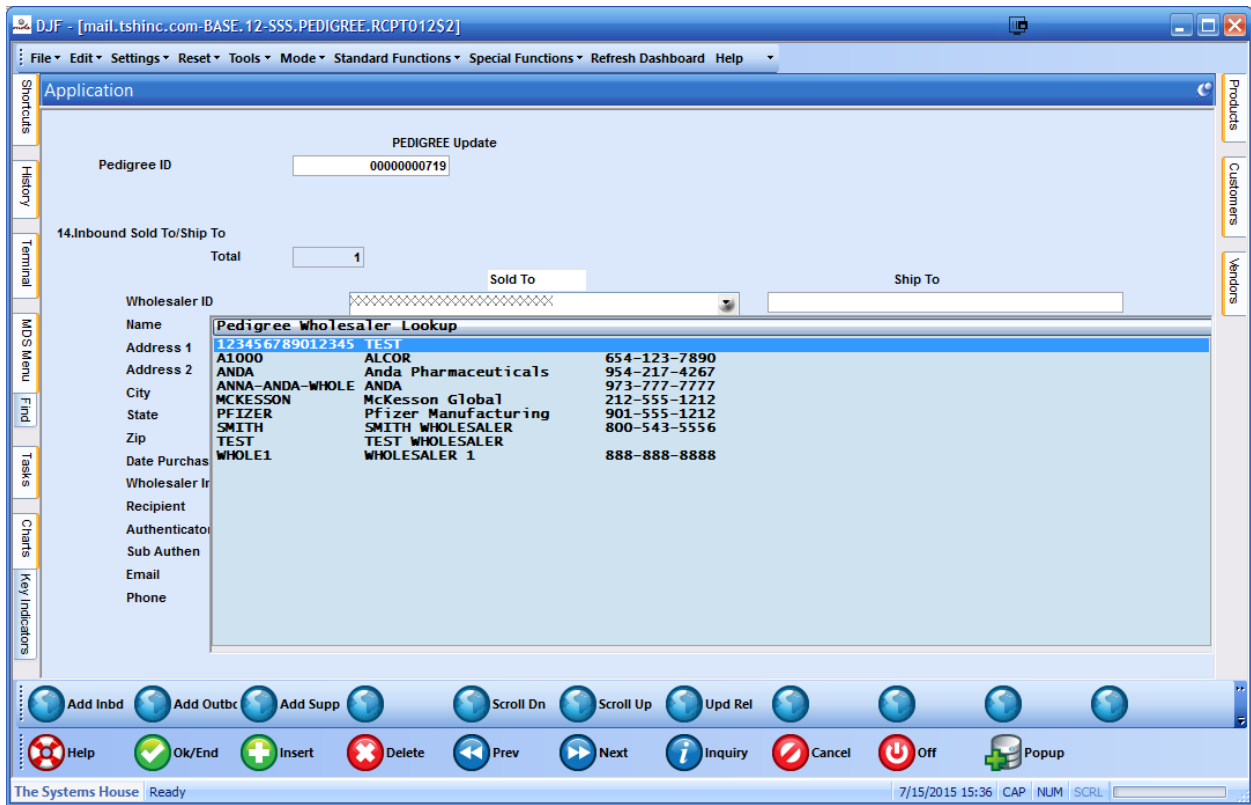 DJF - [mail.tshinc.com-BASE.12-SSS.PEDIGREE.RCPT012S2]
File Edit Settings Reset Tools Mode Standard Functions Special Functions Refresh Dashboard Help
Application
Shortcuts
History
Terminal
MDS Menu
Find
Tasks
Charts
Key Indicators
Products
Customers
Vendors
PEDIGREE Update
Pedigree ID 00000000719
14.Inbound Sold To/Ship To
Total 1
Sold To Ship To
Wholesaler ID XXXXXXXXXXXXXXXXXXXXXXXXX
Name
Address 1
Address 2
City
State
Zip
Date Purchas
Wholesaler In
Recipient
Authenticator
Sub Authen
Email
Phone
Pedigree Wholesaler Lookup
123456789012345 TEST
A1000 ALCOR 654-123-7890
ANDA Anda Pharmaceuticals 954-217-4267
ANNA-ANDA-WHOLE ANDA 973-777-7777
MCKESSON McKesson Global 212-555-1212
PFIZER Pfizer Manufacturing 901-555-1212
SMITH SMITH WHOLESALER 800-543-5556
TEST TEST WHOLESALER
WHOLE1 WHOLESALER 1 888-888-8888
Add Inbd Add Outbc Add Supp Scroll Dn Scroll Up Upd Rel
Help Ok/End Insert Delete Prev Next Inquiry Cancel Off Popup
The Systems House Ready 7/15/2015 15:36 CAP NUM SCRL